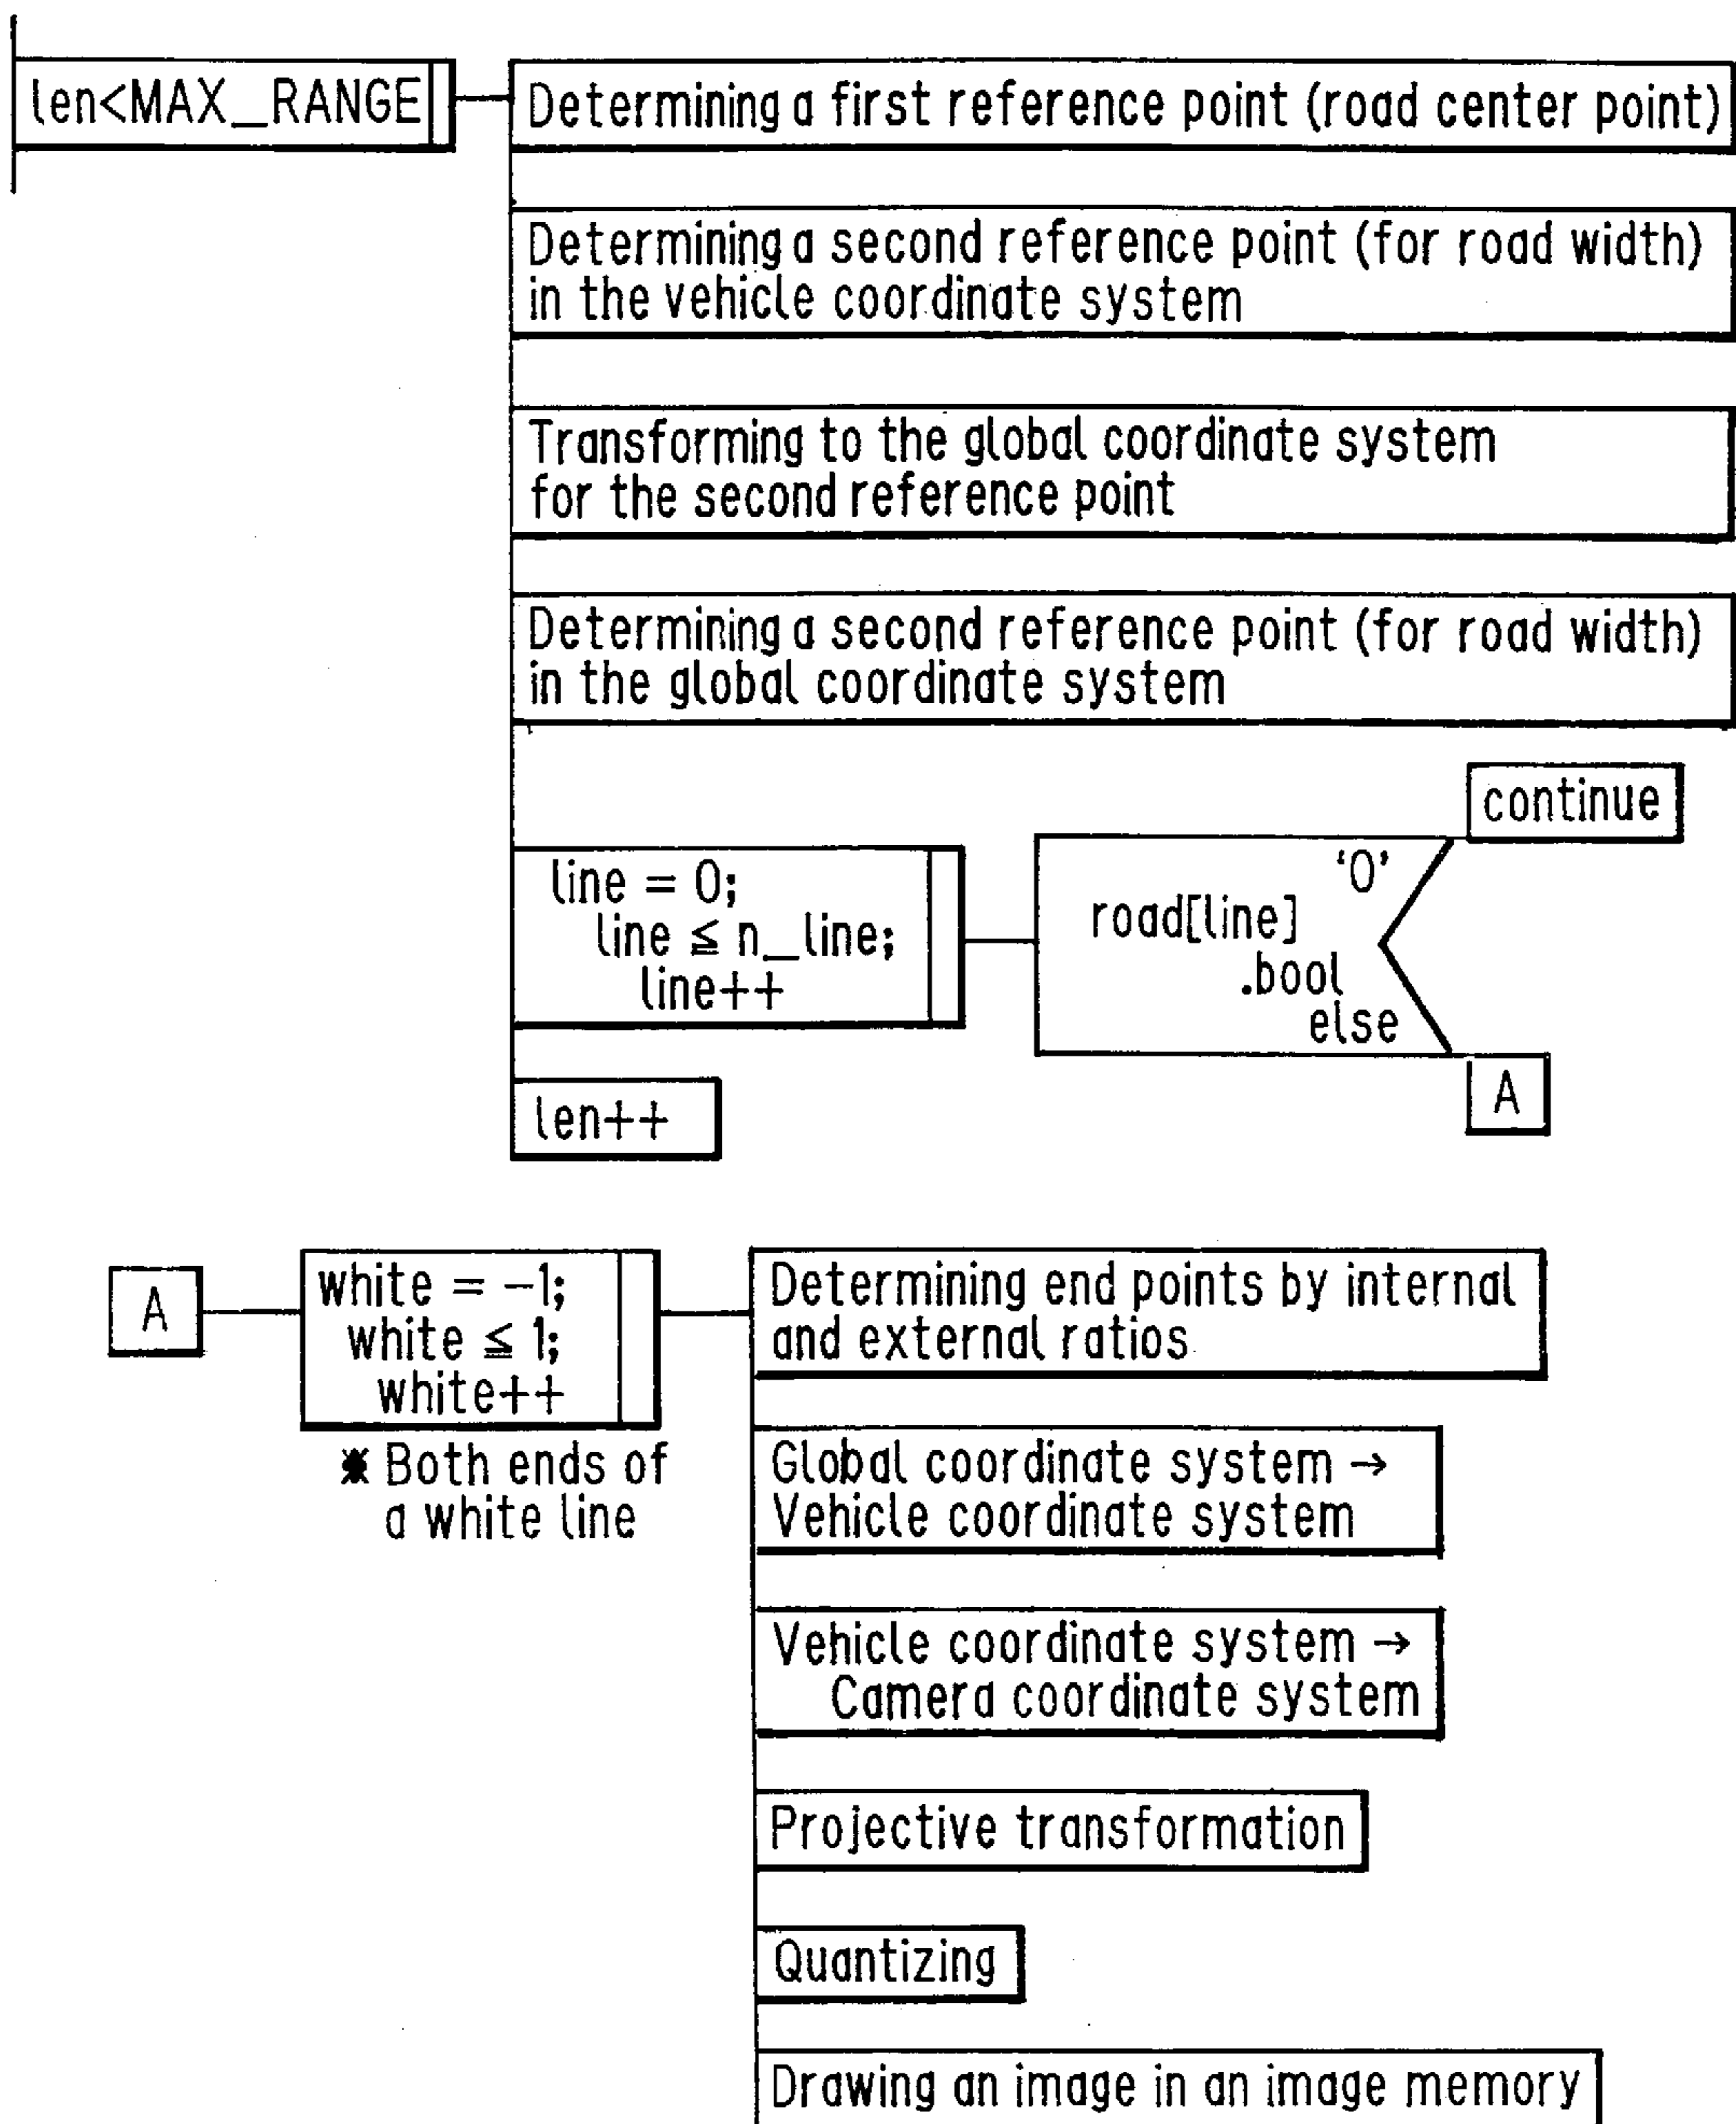 len<MAX_RANGE
Determining a first reference point (road center point)
Determining a second reference point (for road width)
in the vehicle coordinate system
Transforming to the global coordinate system
for the second reference point
Determining a second reference point (for road width)
in the global coordinate system
line = 0;
line ≦ n_line;
line++
road[line]
.bool
'0'
else
continue
A
len++
A
white = −1;
white ≦ 1;
white++
✱ Both ends of
a white line
Determining end points by internal
and external ratios
Global coordinate system →
Vehicle coordinate system
Vehicle coordinate system →
Camera coordinate system
Projective transformation
Quantizing
Drawing an image in an image memory